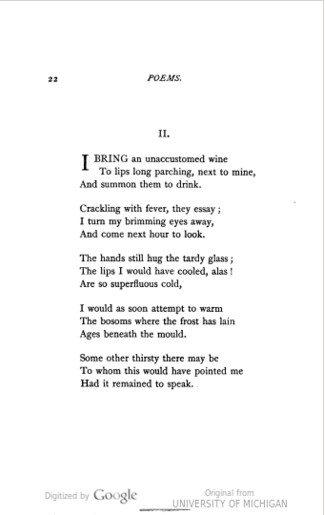 22
POEMS.
II.
I BRING an unaccustomed wine
To lips long parching, next to mine,
And summon them to drink.
Crackling with fever, they essay;
I turn my brimming eyes away,
And come next hour to look.
The hands still hug the tardy glass;
The lips I would have cooled, alas!
Are so superfluous cold,
I would as soon attempt to warm
The bosoms where the frost has lain
Ages beneath the mould.
Some other thirsty there may be
To whom this would have pointed me
Had it remained to speak.
Digitized by Google
Original from
UNIVERSITY OF MICHIGAN